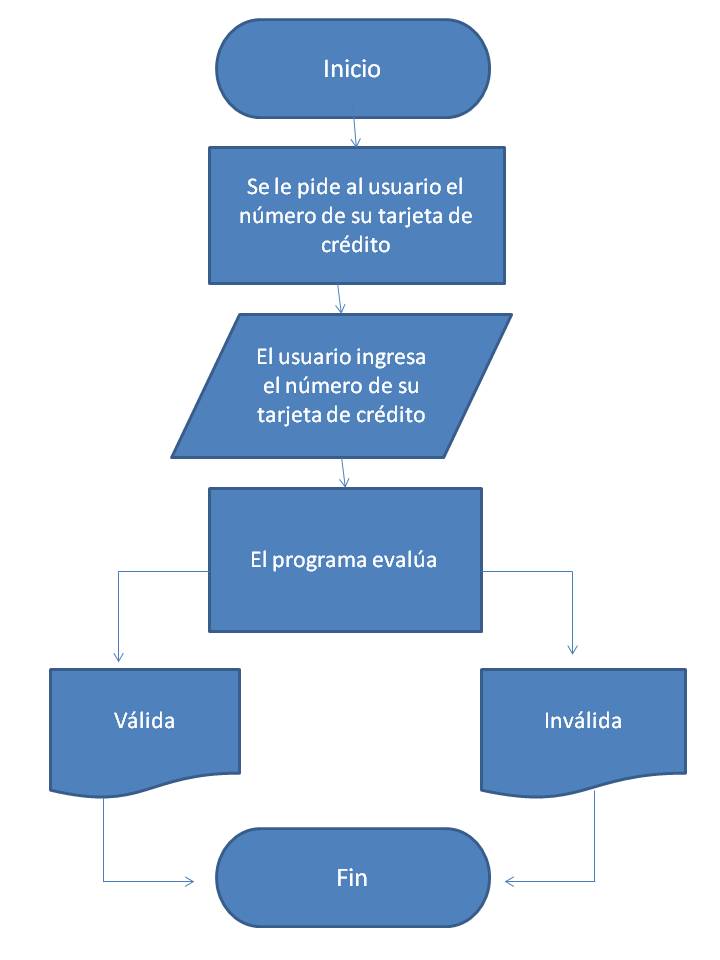 Inicio
Se le pide al usuario el
número de su tarjeta de
crédito
El usuario ingresa
el número de su
tarjeta de crédito
El programa evalúa
Válida
Inválida
Fin